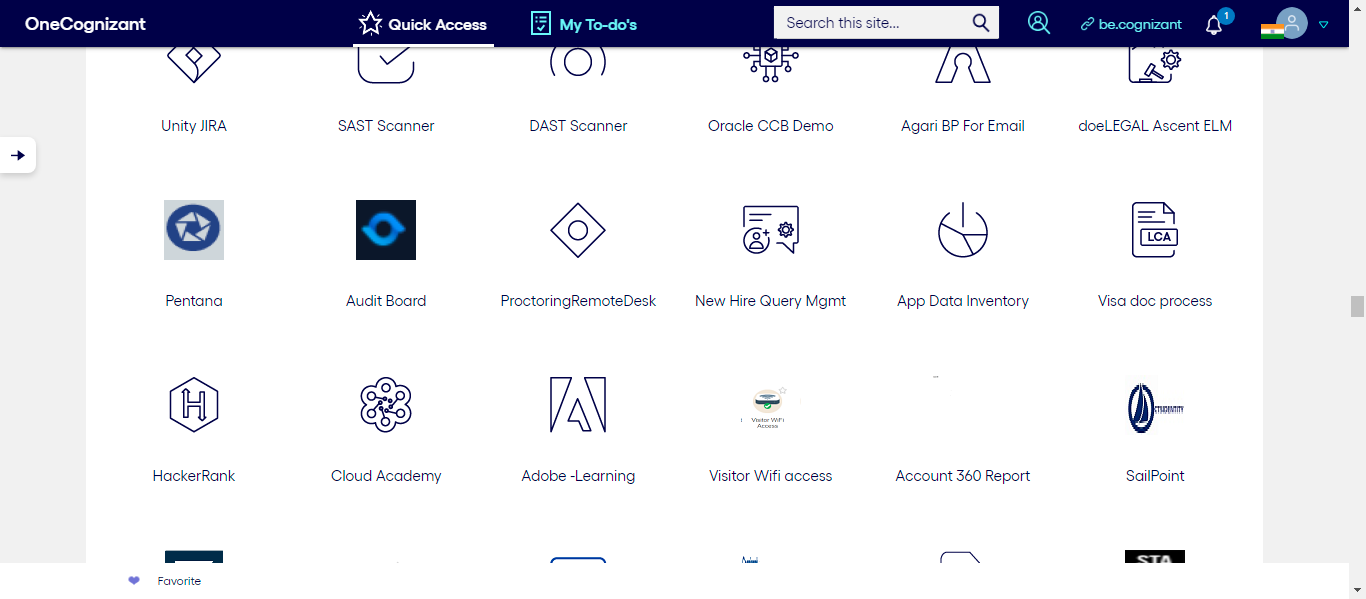 OneCognizant
Quick Access
My To-do's
Search this site...
be.cognizant
1
Unity JIRA
SAST Scanner
DAST Scanner
Oracle CCB Demo
Agari BP For Email
doeLEGAL Ascent ELM
LCA
Pentana
Audit Board
ProctoringRemoteDesk
New Hire Query Mgmt
App Data Inventory
Visa doc process
Visitor WiFi
Access
HackerRank
Cloud Academy
Adobe -Learning
Visitor Wifi access
Account 360 Report
SailPoint
STA
Favorite